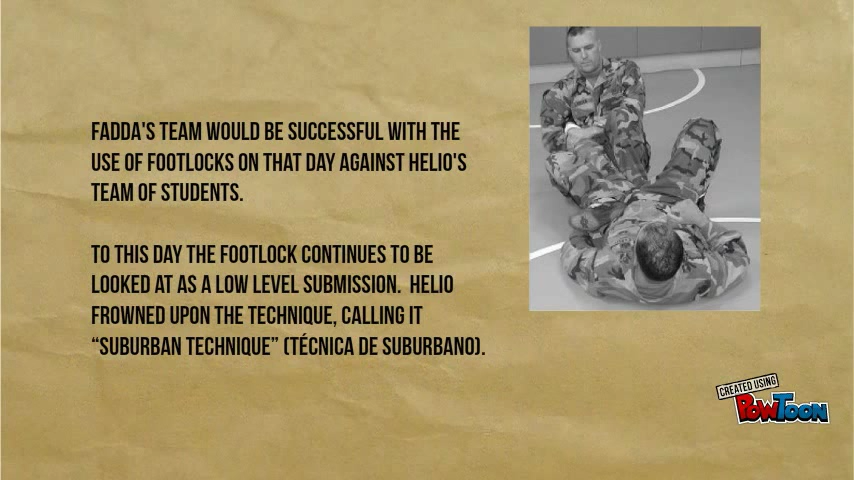 FADDA'S TEAM WOULD BE SUCCESSFUL WITH THE
USE OF FOOTLOCKS ON THAT DAY AGAINST HELIO'S
TEAM OF STUDENTS.
TO THIS DAY THE FOOTLOCK CONTINUES TO BE
LOOKED AT AS A LOW LEVEL SUBMISSION. HELIO
FROWNED UPON THE TECHNIQUE, CALLING IT
“SUBURBAN TECHNIQUE” (TÉCNICA DE SUBURBANO).
CREATED USING
POWTOON